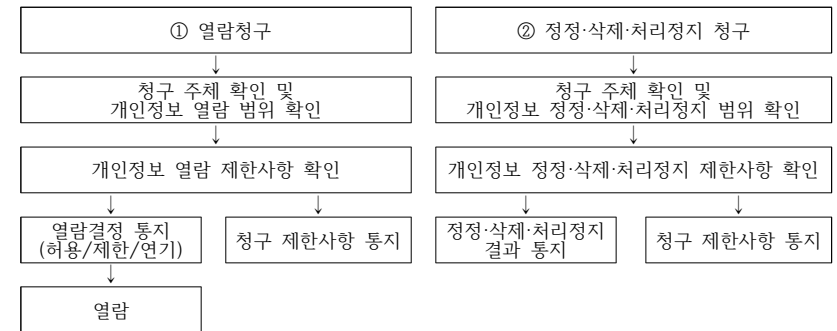 ① 열람청구
청구 주체 확인 및
개인정보 열람 범위 확인
개인정보 열람 제한사항 확인
열람결정 통지
(허용/제한/연기)
청구 제한사항 통지
열람
② 정정·삭제·처리정지 청구
청구 주체 확인 및
개인정보 정정·삭제·처리정지 범위 확인
개인정보 정정·삭제·처리정지 제한사항 확인
정정·삭제·처리정지
결과 통지
청구 제한사항 통지